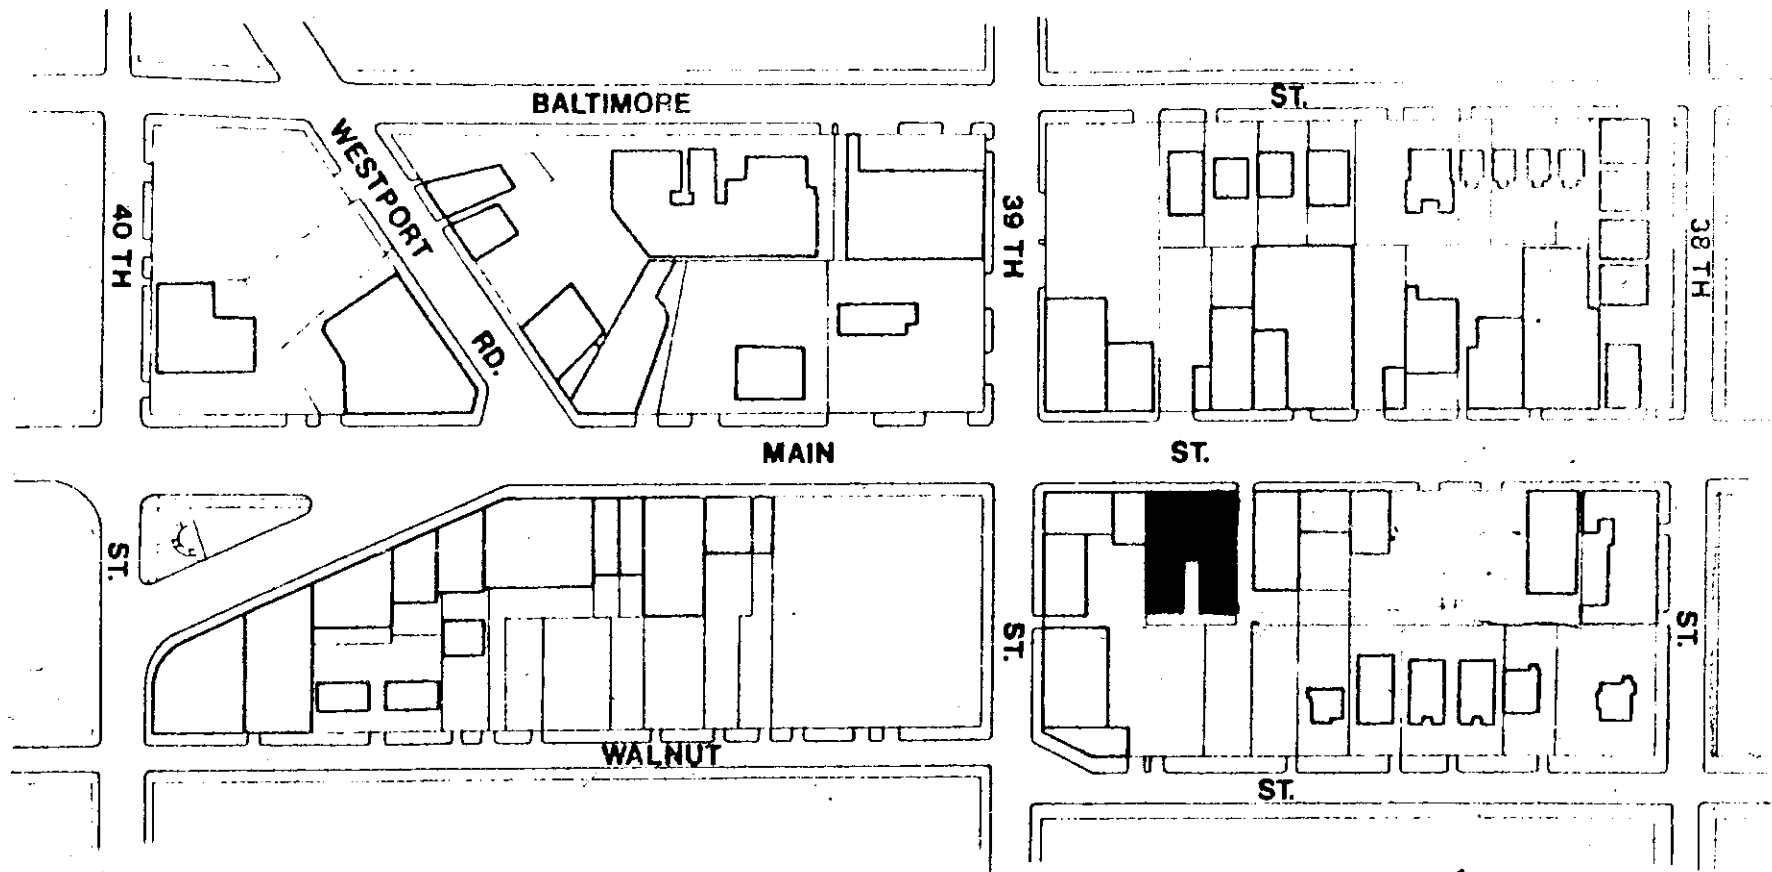 BALTIMORE ST.
WESTPORT RD.
40 TH ST.
39 TH ST.
38 TH ST.
MAIN ST.
WALNUT ST.